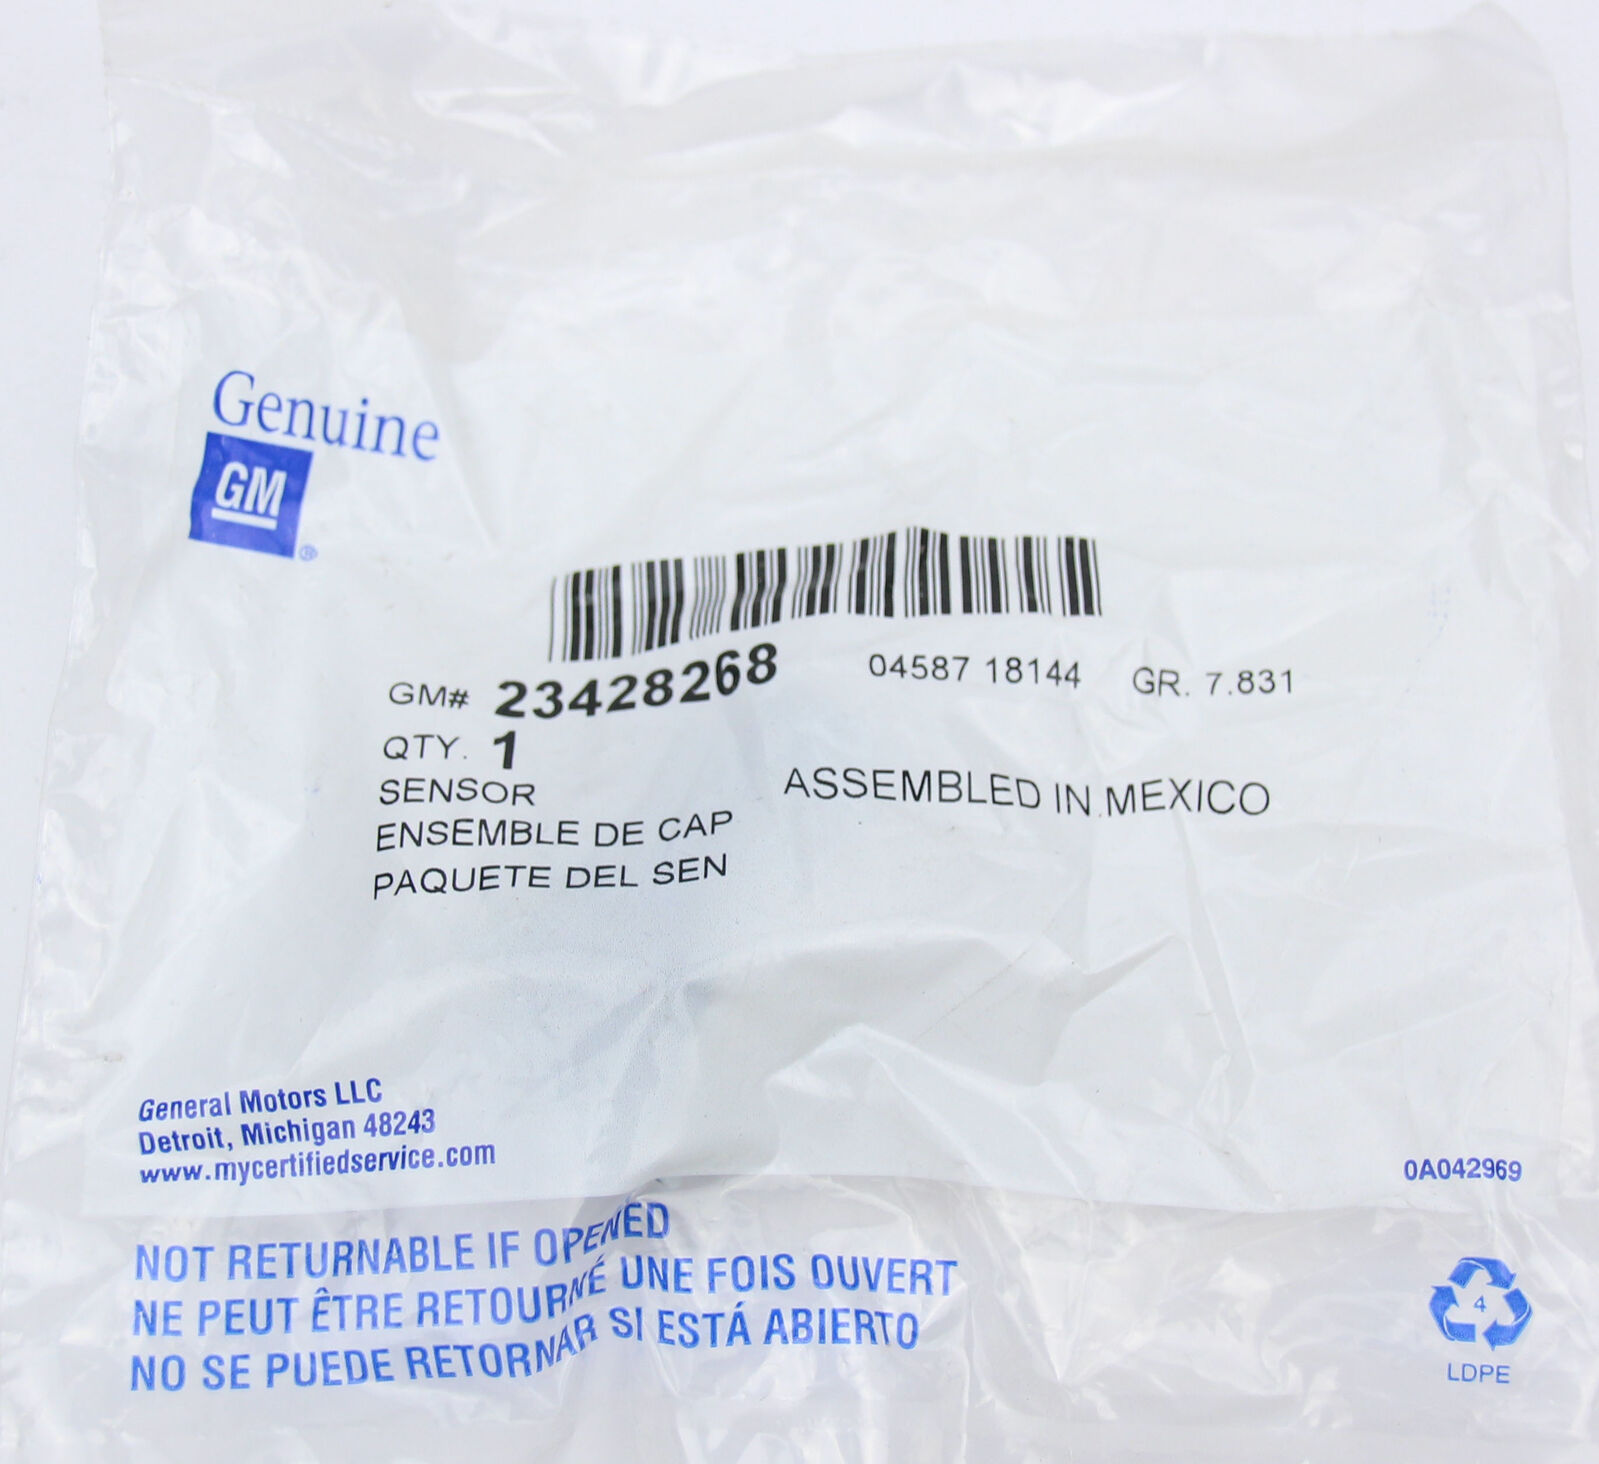 Genuine
GM
®
GM# 23428268 04587 18144 GR. 7.831
QTY. 1
SENSOR
ASSEMBLED IN MEXICO
ENSEMBLE DE CAP
PAQUETE DEL SEN
General Motors LLC
Detroit, Michigan 48243
www.mycertifiedservice.com
0A042969
NOT RETURNABLE IF OPENED
NE PEUT ÊTRE RETOURNÉ UNE FOIS OUVERT
NO SE PUEDE RETORNAR SI ESTÁ ABIERTO
4
LDPE